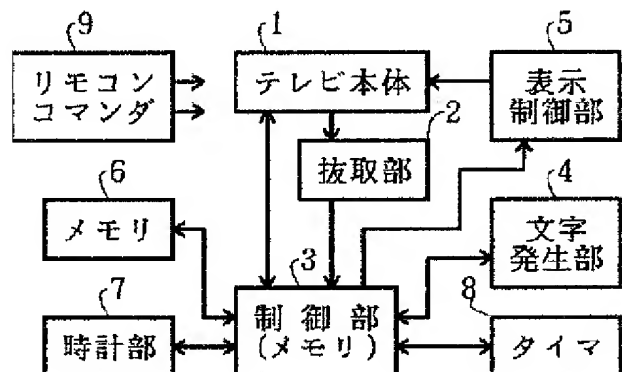 9
リモコン
コマンダ
1
テレビ本体
5
表示
制御部
2
抜取部
6
メモリ
4
文字
発生部
3
制御部
(メモリ)
7
時計部
8
タイマ